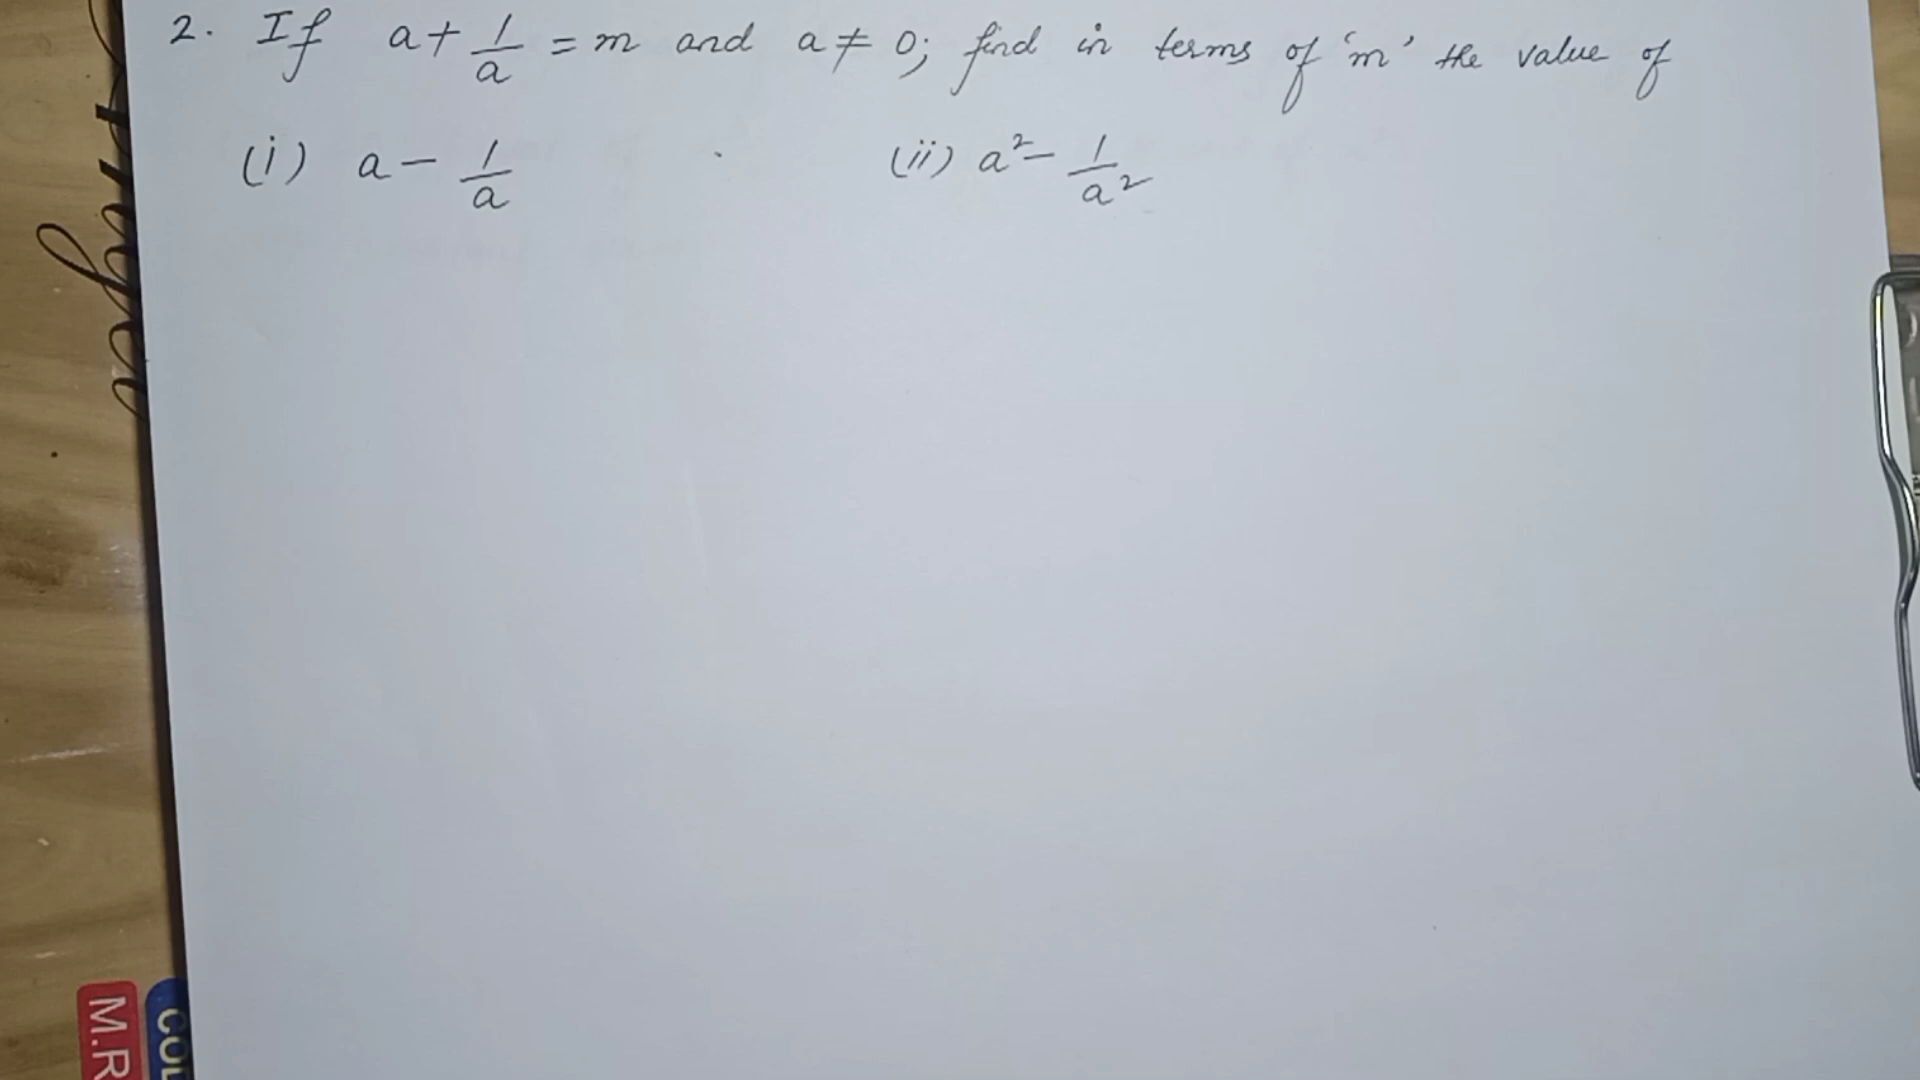 2. If a + 1/a = m and a ≠ 0; find in terms of 'm' the value of
(i) a - 1/a (ii) a² - 1/a²
M.R
COL